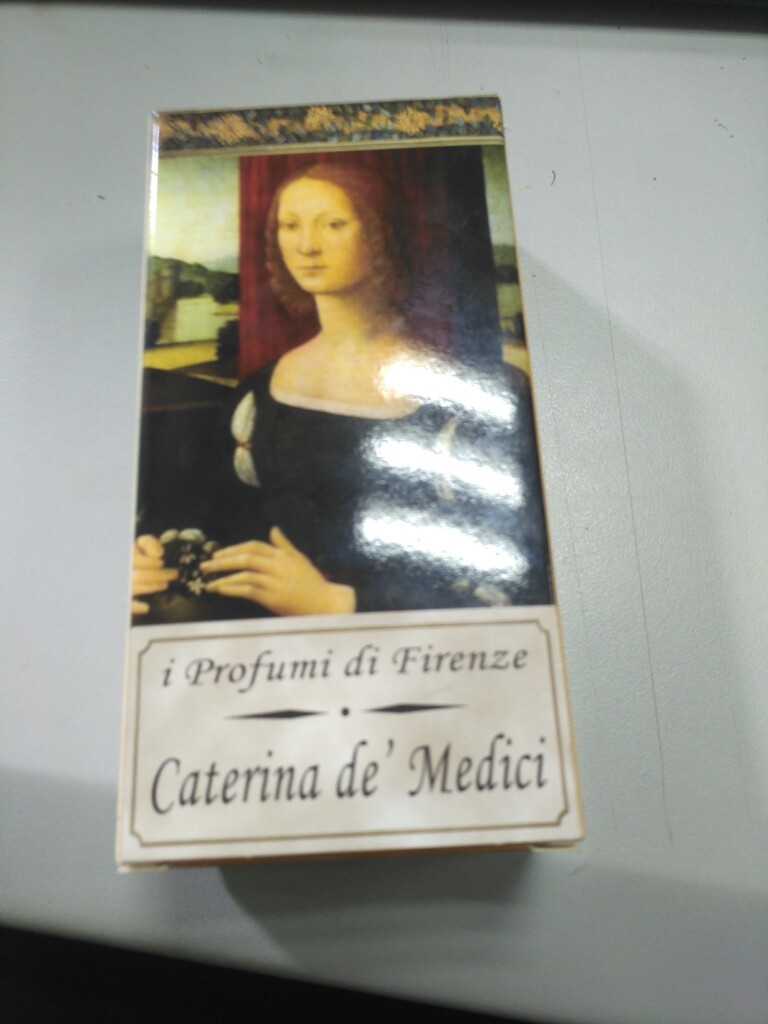 i Profumi di Firenze
Caterina de' Medici